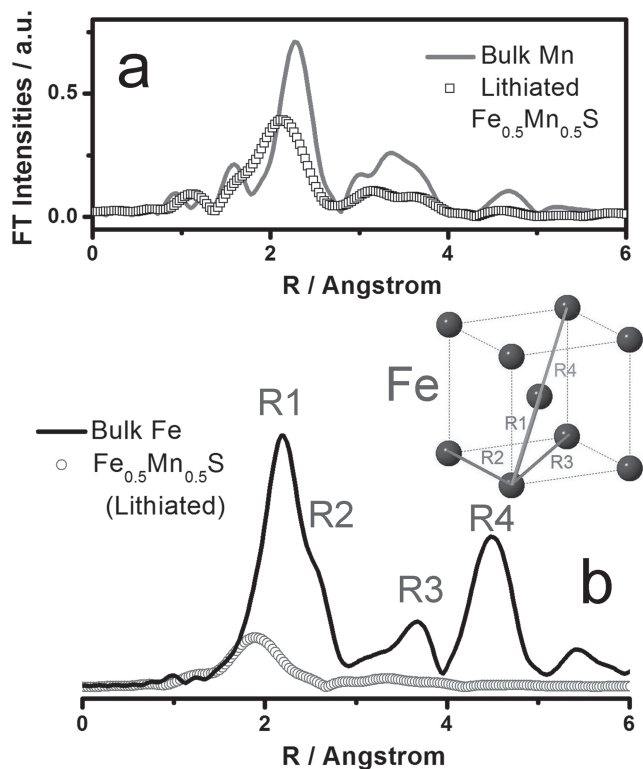 a
Bulk Mn
Lithiated
Fe0.5Mn0.5S
FT Intensities / a.u.
0.5
0.0
0 2 4 6
R / Angstrom
Fe
R4
R1
R2
R3
Bulk Fe
Fe0.5Mn0.5S
(Lithiated)
R1
R2
R3
R4
b
0 2 4 6
R / Angstrom